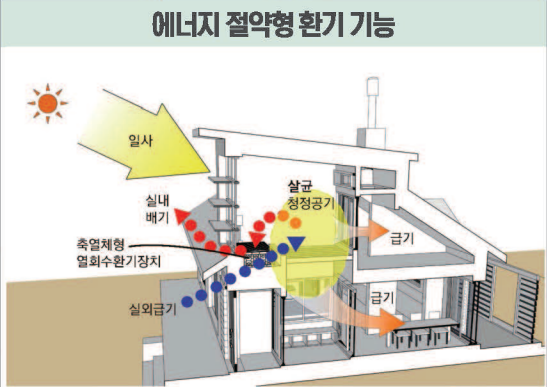 에너지 절약형 환기 기능
일사
실내
배기
살균
청정공기
급기
축열체형
열회수환기장치
급기
실외급기